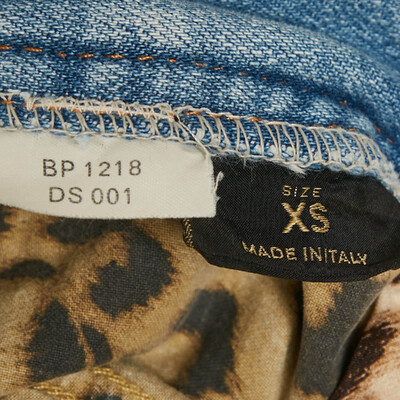 BP 1218
DS 001
SIZE
XS
MADE IN ITALY